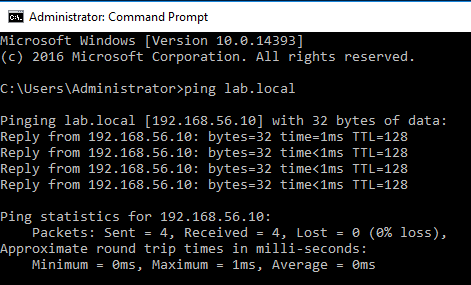 Administrator: Command Prompt
Microsoft Windows [Version 10.0.14393]
(c) 2016 Microsoft Corporation. All rights reserved.
C:\Users\Administrator>ping lab.local
Pinging lab.local [192.168.56.10] with 32 bytes of data:
Reply from 192.168.56.10: bytes=32 time=1ms TTL=128
Reply from 192.168.56.10: bytes=32 time<1ms TTL=128
Reply from 192.168.56.10: bytes=32 time<1ms TTL=128
Reply from 192.168.56.10: bytes=32 time<1ms TTL=128
Ping statistics for 192.168.56.10:
    Packets: Sent = 4, Received = 4, Lost = 0 (0% loss),
Approximate round trip times in milli-seconds:
    Minimum = 0ms, Maximum = 1ms, Average = 0ms